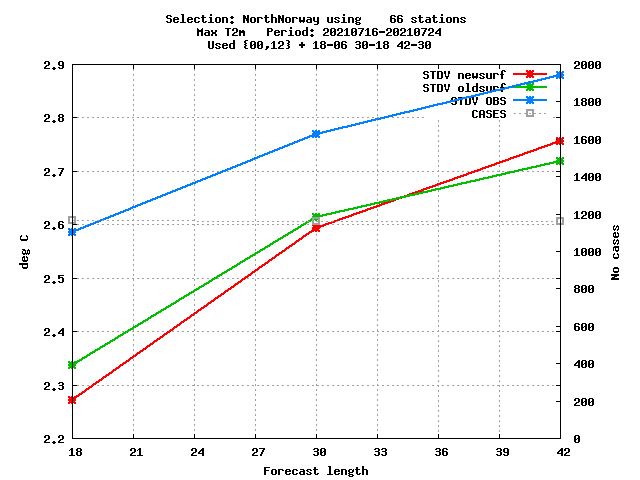 Selection: NorthNorway using    66 stations
Max T2m   Period: 20210716-20210724
Used {00,12} + 18-06 30-18 42-30
STDV newsurf
STDV oldsurf
STDV OBS
CASES
2.9
2.8
2.7
2.6
2.5
2.4
2.3
2.2
deg C
2000
1800
1600
1400
1200
1000
800
600
400
200
0
No cases
18 21 24 27 30 33 36 39 42
Forecast length